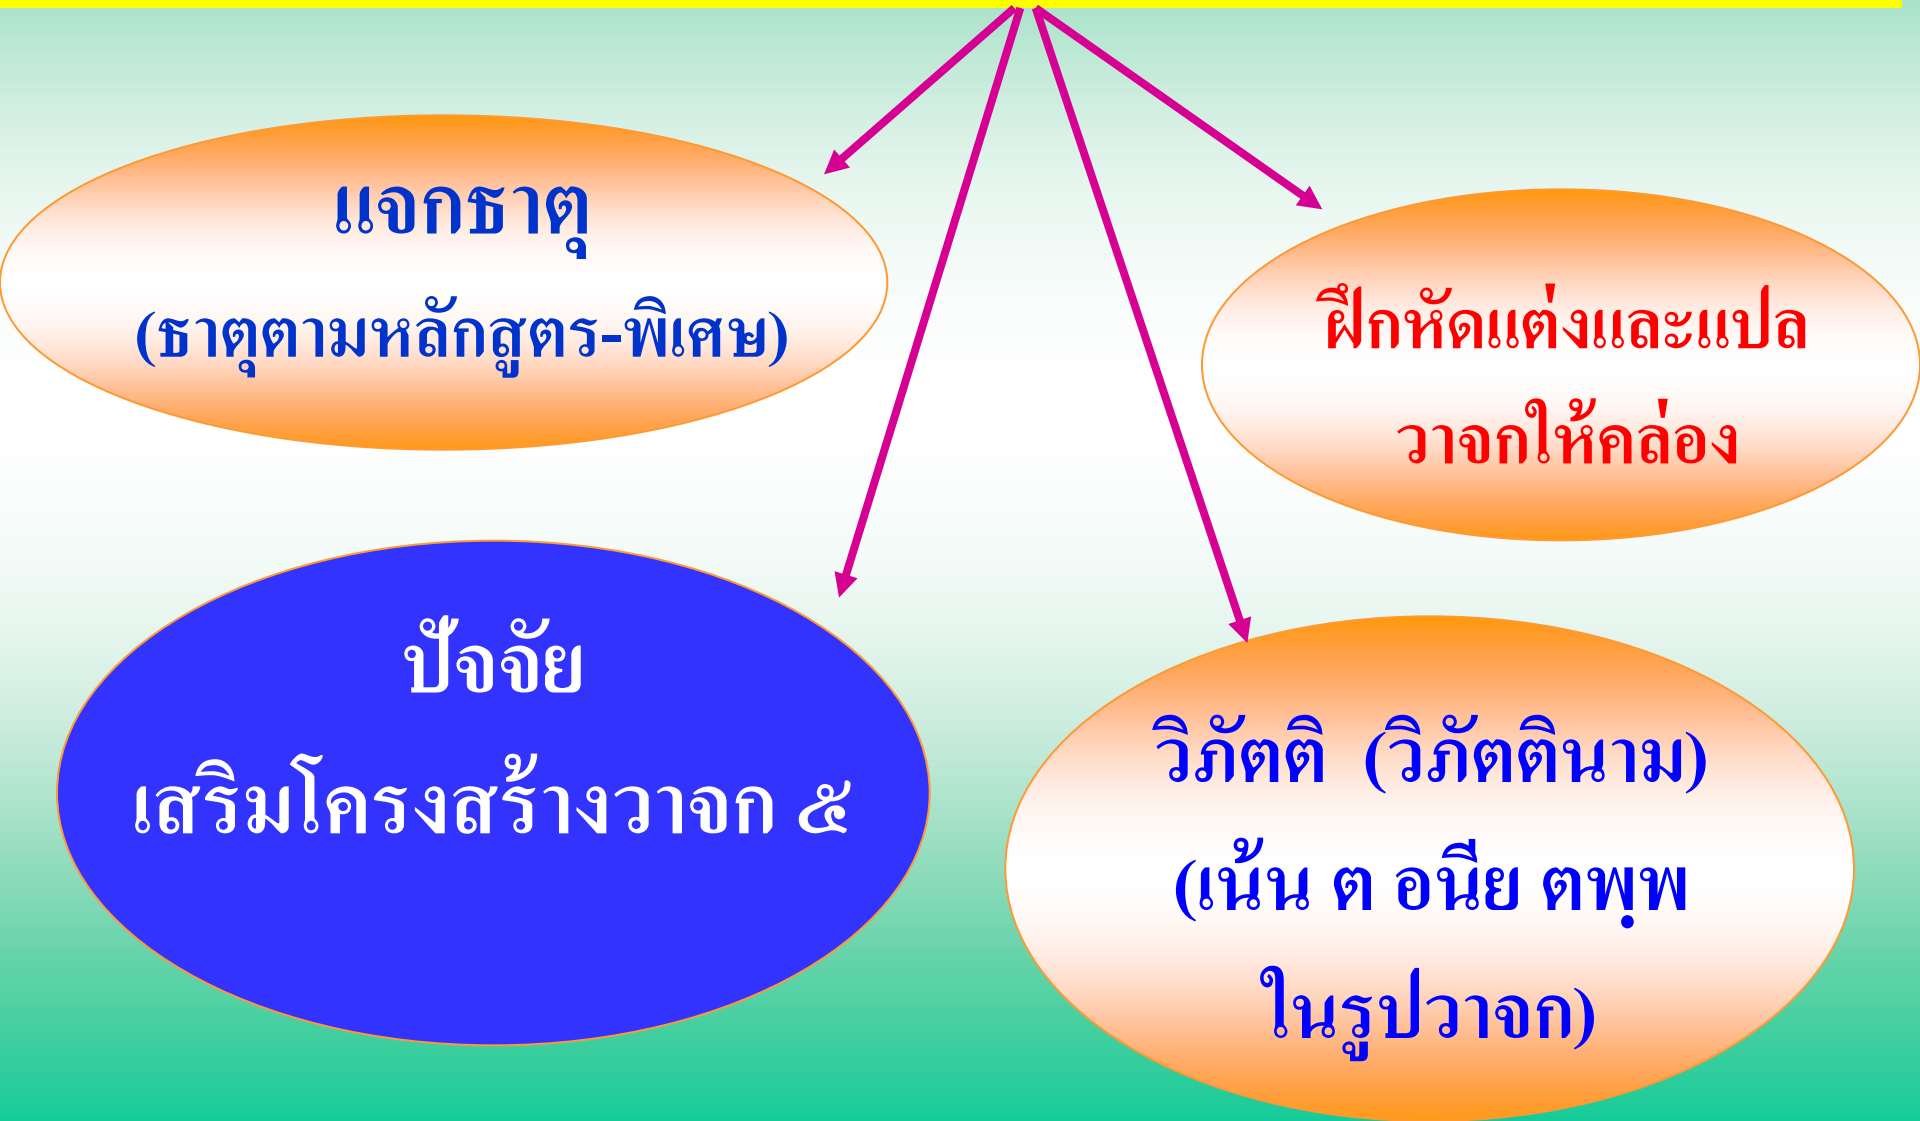 แจกธาตุ
(ธาตุตามหลักสูตร-พิเศษ)
ฝึกหัดแต่งและแปล
วาจกให้คล่อง
ปัจจัย
เสริมโครงสร้างวาจก ๕
วิภัตติ (วิภัตตินาม)
(เน้น ต อนีย ตพฺพ
ในรูปวาจก)